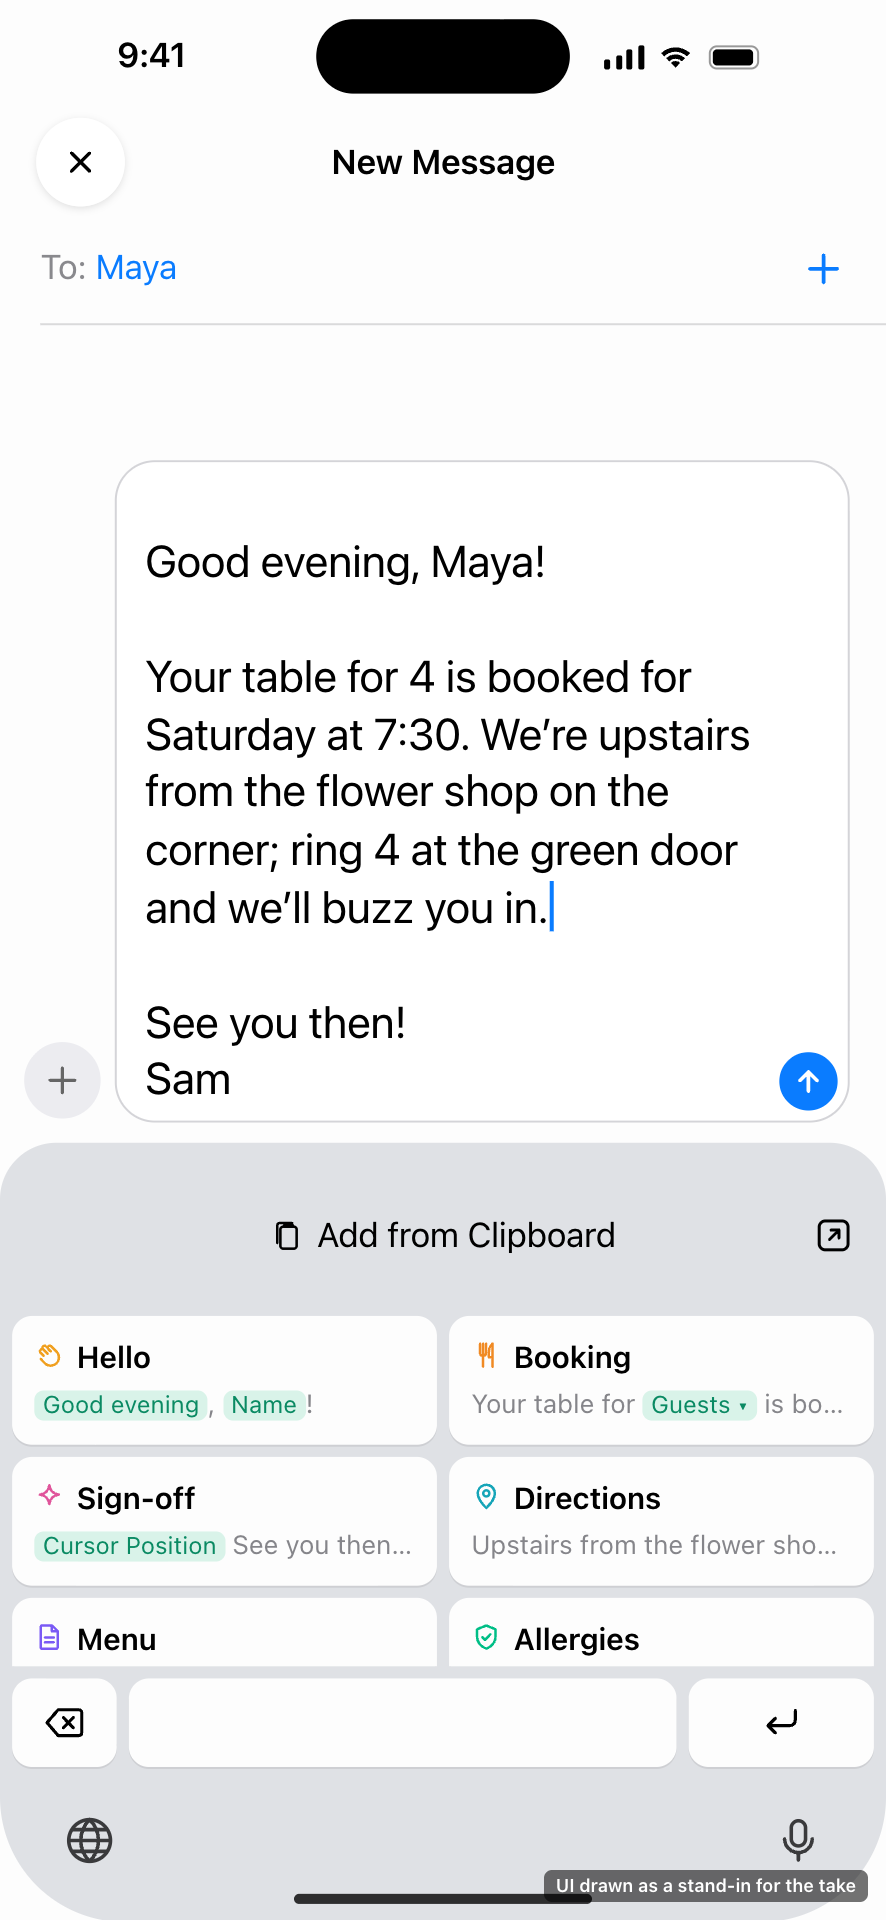 9:41
New Message
To: Maya
Good evening, Maya!
Your table for 4 is booked for
Saturday at 7:30. We’re upstairs
from the flower shop on the
corner; ring 4 at the green door
and we’ll buzz you in.
See you then!
Sam
Add from Clipboard
Hello
Good evening, Name!
Booking
Your table for Guests ▾ is bo...
Sign-off
Cursor Position See you then...
Directions
Upstairs from the flower sho...
Menu
Allergies
UI drawn as a stand-in for the take